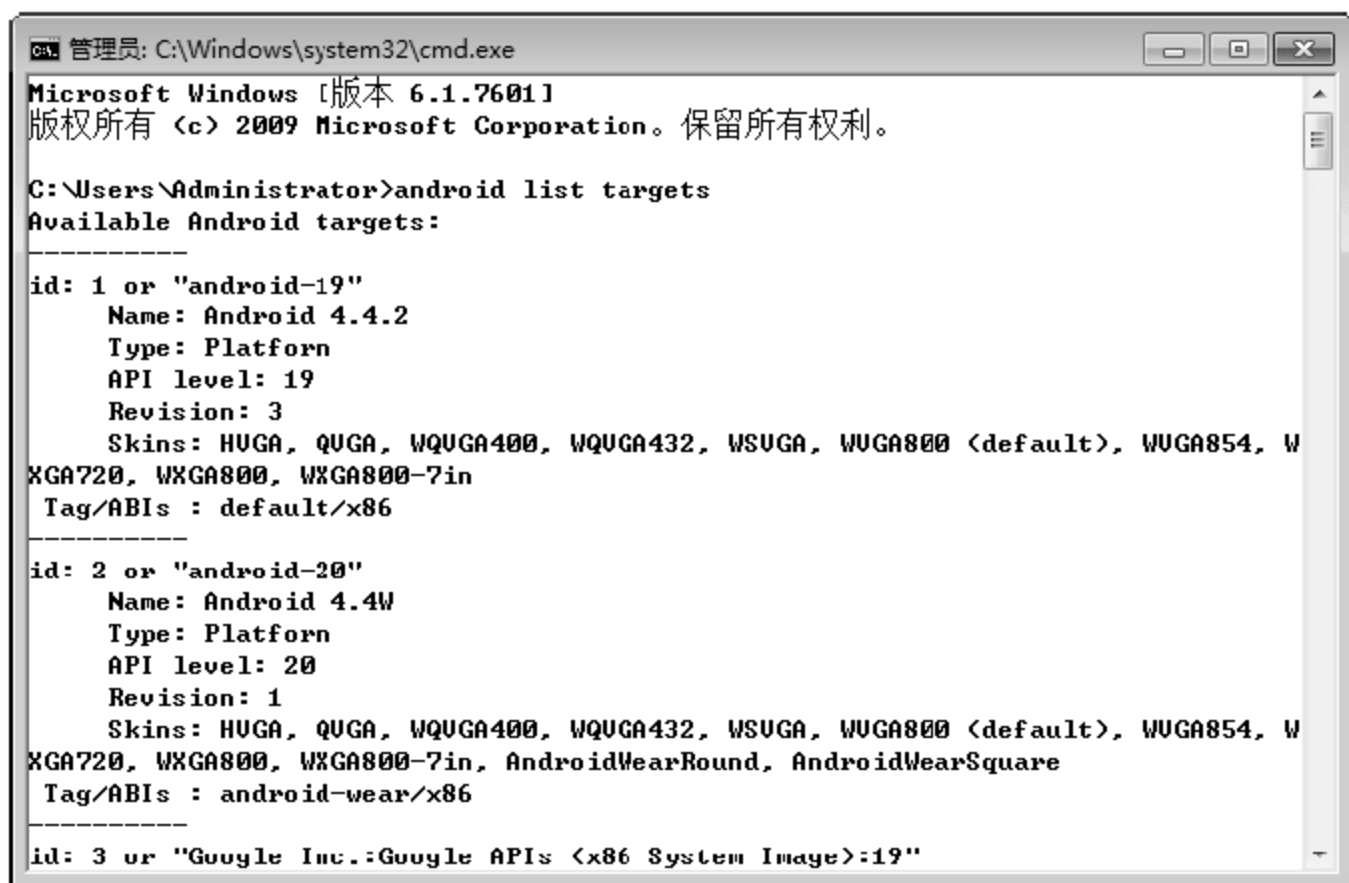 管理员: C:\Windows\system32\cmd.exe
Microsoft Windows [版本 6.1.7601]
版权所有 (c) 2009 Microsoft Corporation。保留所有权利。
C:\Users\Administrator>android list targets
Available Android targets:
----------
id: 1 or "android-19"
     Name: Android 4.4.2
     Type: Platform
     API level: 19
     Revision: 3
     Skins: HVGA, QVGA, WQVGA400, WQVGA432, WSVGA, WVGA800 (default), WVGA854, W
XGA720, WXGA800, WXGA800-7in
 Tag/ABIs : default/x86
----------
id: 2 or "android-20"
     Name: Android 4.4W
     Type: Platform
     API level: 20
     Revision: 1
     Skins: HVGA, QVGA, WQVGA400, WQVGA432, WSVGA, WVGA800 (default), WVGA854, W
XGA720, WXGA800, WXGA800-7in, AndroidWearRound, AndroidWearSquare
 Tag/ABIs : android-wear/x86
----------
id: 3 or "Google Inc.:Google APIs (x86 System Image):19"